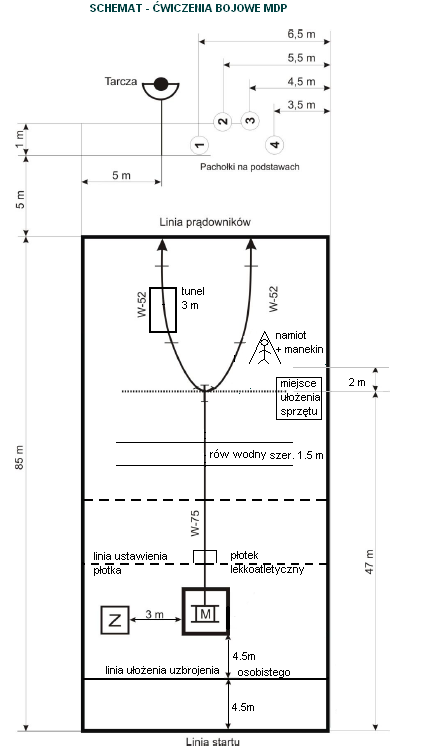 SCHEMAT - ĆWICZENIA BOJOWE MDP
6,5 m
5,5 m
Tarcza
4,5 m
3,5 m
1 m
1
2
3
4
Pachołki na podstawach
5 m
5 m
Linia prądowników
W-52
tunel
3 m
W-52
namiot
+ manekin
2 m
miejsce
ułożenia
sprzętu
85 m
rów wodny szer. 1.5 m
W-75
47 m
linia ustawienia
płotka
płotek
lekkoatletyczny
Z
3 m
M
4.5m
linia ułożenia uzbrojenia osobistego
4.5m
Linia startu